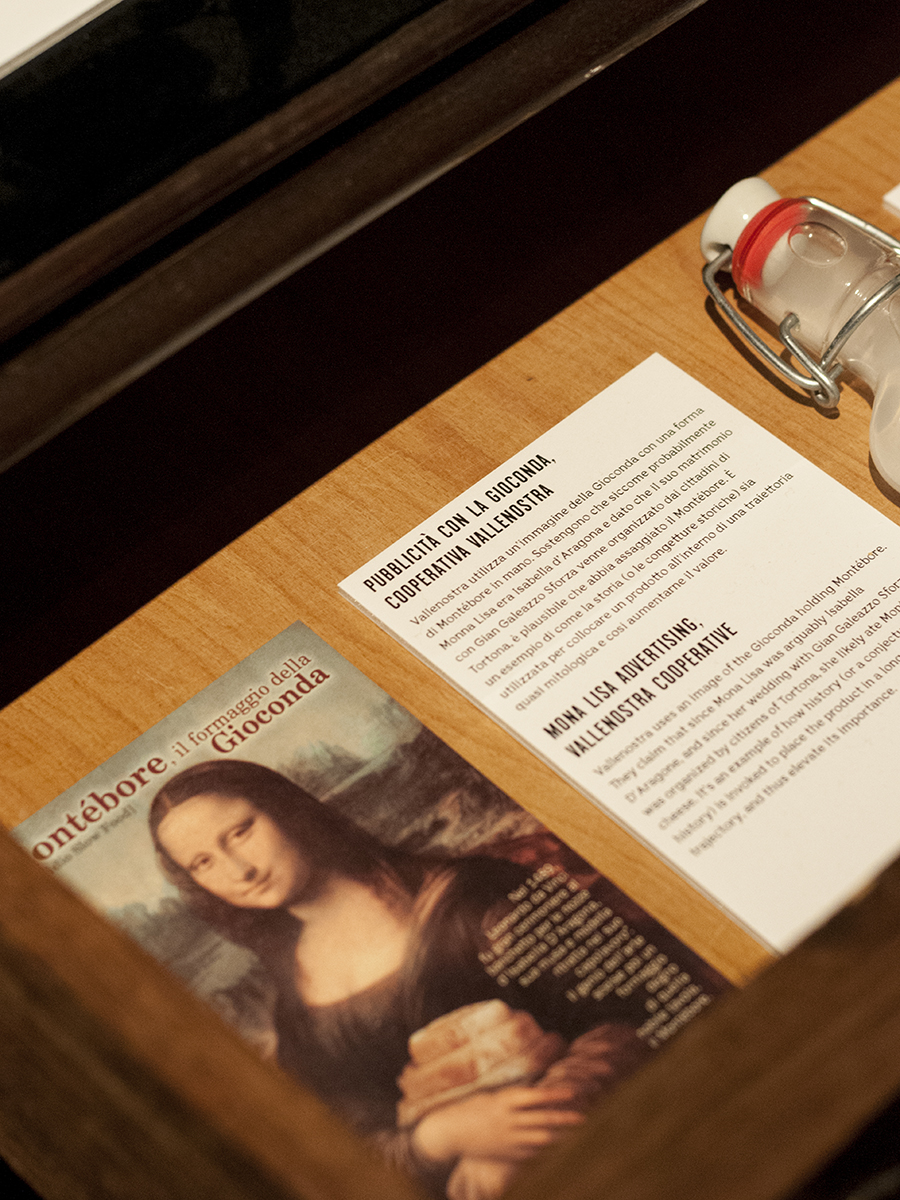 PUBBLICITÀ CON LA GIOCONDA,
COOPERATIVA VALLENOSTRA
Vallenostra utilizza un'immagine della Gioconda con una forma
di Montébore in mano. Sostengono che siccome probabilmente
Monna Lisa era Isabella d'Aragona e dato che il suo matrimonio
con Gian Galeazzo Sforza venne organizzato dai cittadini di
Tortona, è plausibile che abbia assaggiato il Montébore. È
un esempio di come la storia (o le congetture storiche) sia
utilizzata per collocare un prodotto all'interno di una traiettoria
quasi mitologica e così aumentarne il valore.
MONA LISA ADVERTISING,
VALLENOSTRA COOPERATIVE
Vallenostra uses an image of the Gioconda holding Montébore.
They claim that since Mona Lisa was arguably Isabella
D'Aragone, and since her wedding with Gian Galeazzo Sforz
was organized by citizens of Tortona, she likely ate Mon
cheese. It's an example of how history (or a conjectu
history) is invoked to place the product in a long
trajectory, and thus elevate its importance.
ontébore, il formaggio della
Gioconda
Slow Food)